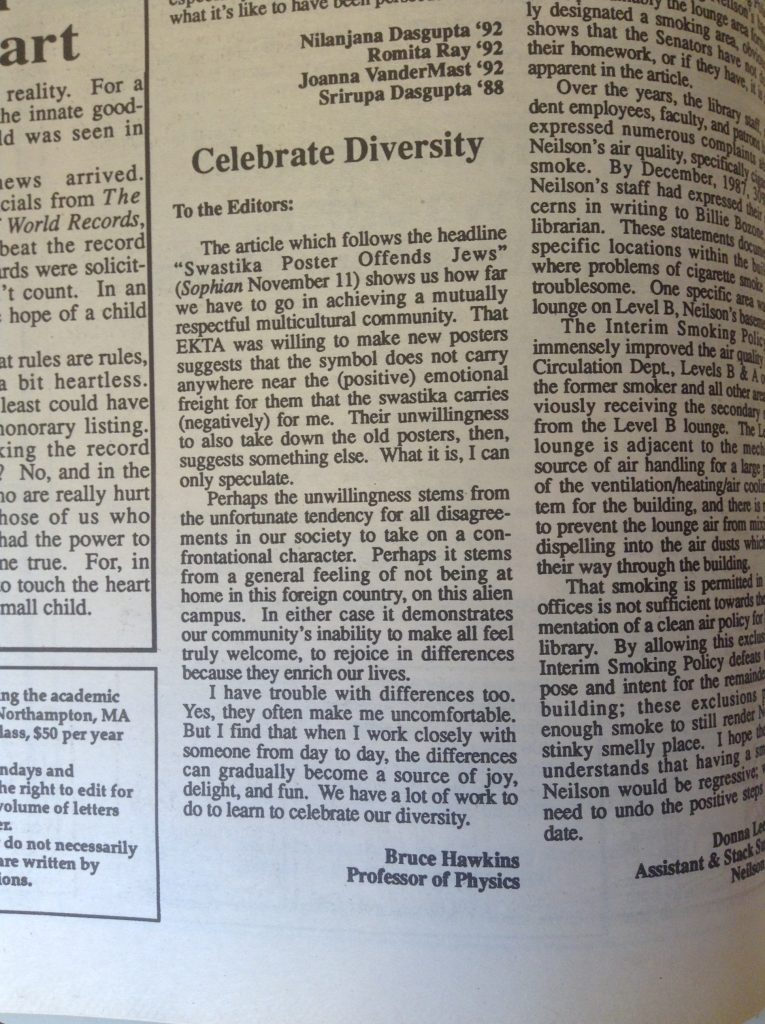 art
reality. For a
the innate good-
ld was seen in
news arrived.
cials from The
World Records,
beat the record
ards were solicit-
't count. In an
hope of a child
at rules are rules,
a bit heartless.
least could have
honorary listing.
king the record
? No, and in the
ho are really hurt
hose of us who
had the power to
me true. For, in
to touch the heart
small child.
ng the academic
Northampton, MA
lass, $50 per year
ndays and
he right to edit for
volume of letters
er.
do not necessarily
are written by
ions.
what it's like to have been
Nilanjana Dasgupta '92
Romita Ray '92
Joanna VanderMast '92
Srirupa Dasgupta '88
Celebrate Diversity
To the Editors:
The article which follows the headline
"Swastika Poster Offends Jews"
(Sophian November 11) shows us how far
we have to go in achieving a mutually
respectful multicultural community. That
EKTA was willing to make new posters
suggests that the symbol does not carry
anywhere near the (positive) emotional
freight for them that the swastika carries
(negatively) for me. Their unwillingness
to also take down the old posters, then,
suggests something else. What it is, I can
only speculate.
Perhaps the unwillingness stems from
the unfortunate tendency for all disagree-
ments in our society to take on a con-
frontational character. Perhaps it stems
from a general feeling of not being at
home in this foreign country, on this alien
campus. In either case it demonstrates
our community's inability to make all feel
truly welcome, to rejoice in differences
because they enrich our lives.
I have trouble with differences too.
Yes, they often make me uncomfortable.
But I find that when I work closely with
someone from day to day, the differences
can gradually become a source of joy,
delight, and fun. We have a lot of work to
do to learn to celebrate our diversity.
Bruce Hawkins
Professor of Physics
the lounge area
ly designated a smoking area,
shows that the Senators have not
their homework, or if they have, it is
apparent in the article.
Over the years, the library staff,
dent employees, faculty, and patrons
expressed numerous complaints
Neilson's air quality, specifically
smoke. By December, 1987,
Neilson's staff had expressed their
cerns in writing to Billie Bozone,
librarian. These statements
specific locations within the
where problems of cigarette smoke
troublesome. One specific area
lounge on Level B, Neilson's
The Interim Smoking Policy
immensely improved the air quality
Circulation Dept., Levels B & A
the former smoker and all other
viously receiving the secondary
from the Level B lounge. The
lounge is adjacent to the
source of air handling for a large
of the ventilation/heating/air
tem for the building, and there is
to prevent the lounge air from
dispelling into the air dusts which
their way through the building.
That smoking is permitted in
offices is not sufficient towards the
mentation of a clean air policy for
library. By allowing this
Interim Smoking Policy defeats
pose and intent for the
building; these exclusions
enough smoke to still render
stinky smelly place. I hope
understands that having a
Neilson would be regressive;
need to undo the positive steps
date.
Donna
Assistant & Stack